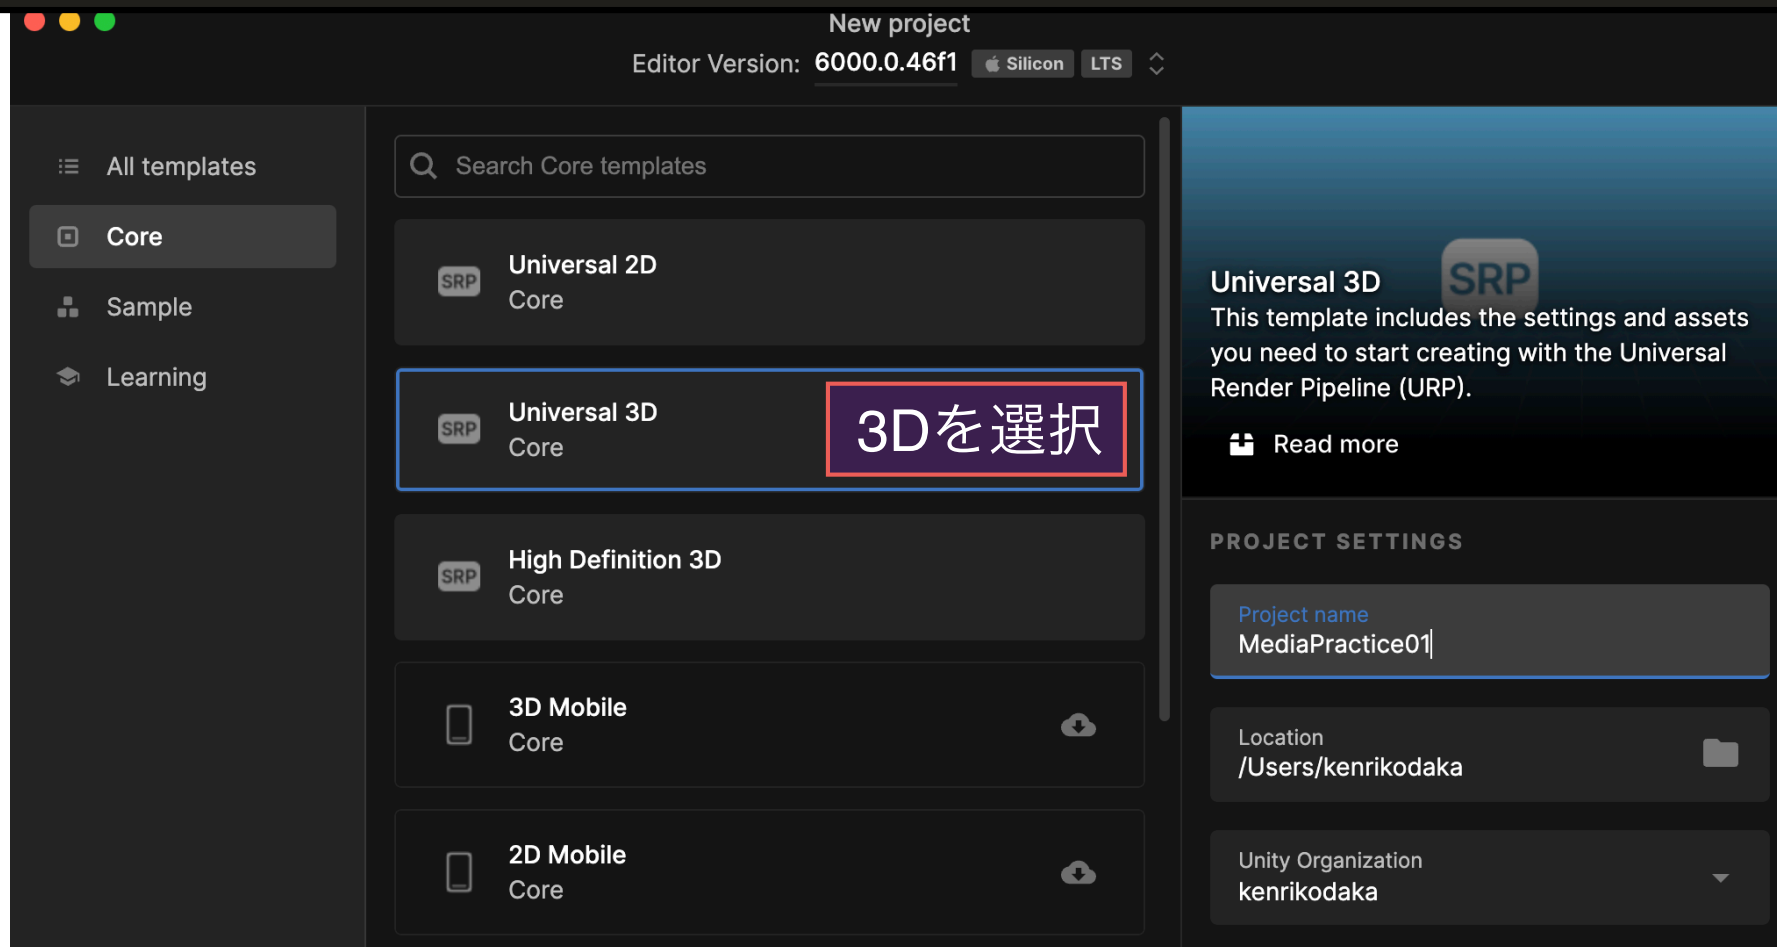 New project
Editor Version: 6000.0.46f1 Silicon LTS
All templates
Core
Sample
Learning
Search Core templates
SRP
Universal 2D
Core
SRP
Universal 3D
Core
3Dを選択
SRP
High Definition 3D
Core
3D Mobile
Core
2D Mobile
Core
SRP
Universal 3D
This template includes the settings and assets
you need to start creating with the Universal
Render Pipeline (URP).
Read more
PROJECT SETTINGS
Project name
MediaPractice01
Location
/Users/kenrikodaka
Unity Organization
kenrikodaka